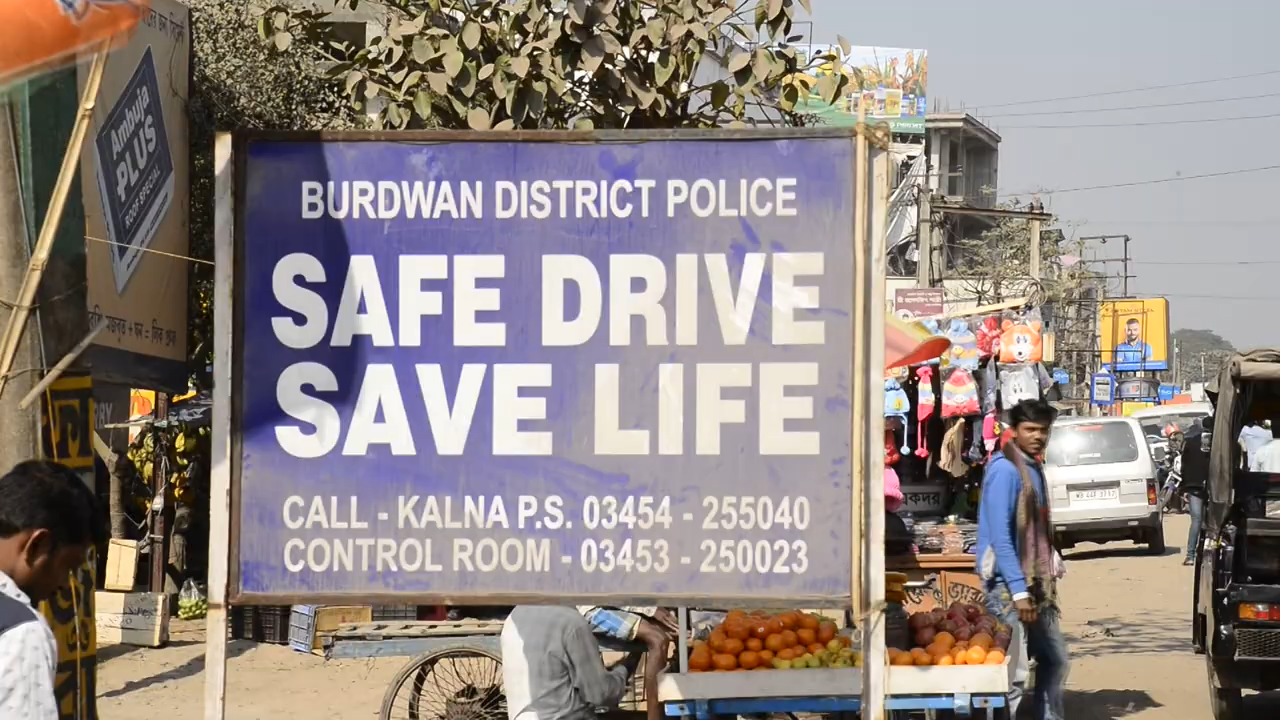 BURDWAN DISTRICT POLICE
SAFE DRIVE
SAVE LIFE
CALL - KALNA P.S. 03454 - 255040
CONTROL ROOM - 03453 - 250023
Ambuja
PLUS
ROOF SPECIAL